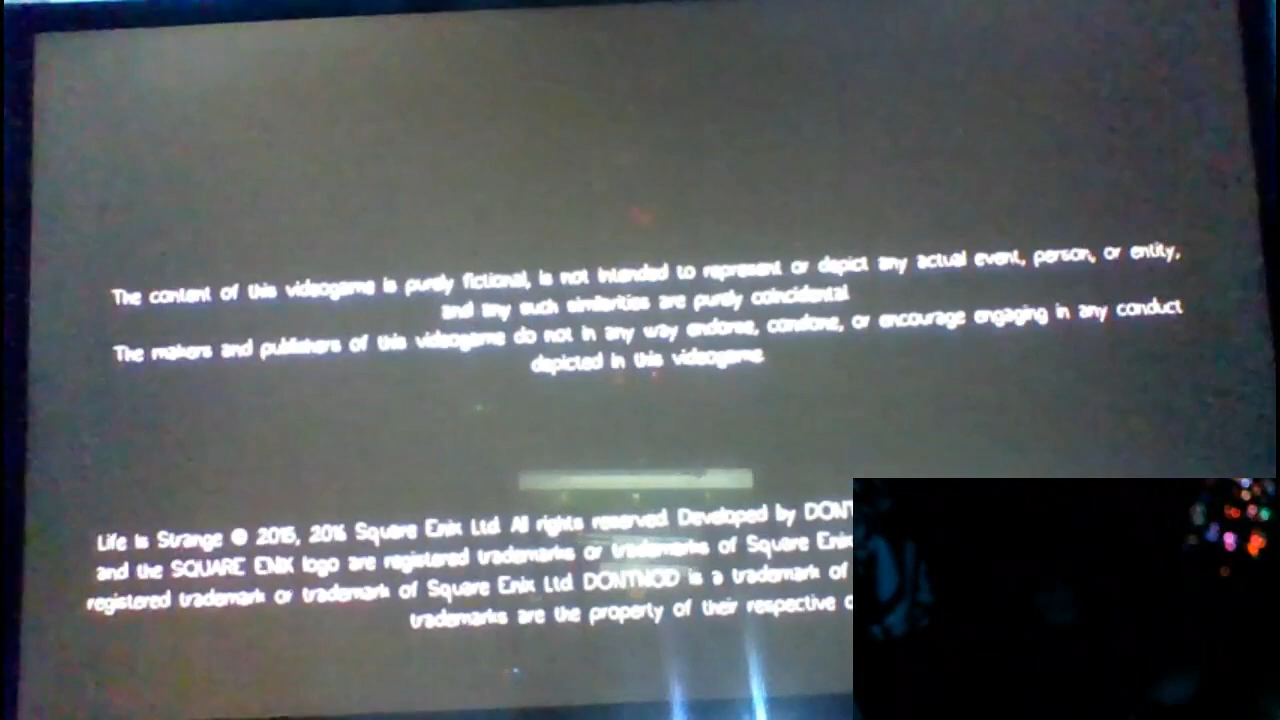 The content of this videogame is purely fictional, is not intended to represent or depict any actual event, person, or entity,
and any such similarities are purely coincidental
The makers and publishers of this videogame do not in any way endorse, condone, or encourage engaging in any conduct
depicted in this videogame
Life Is Strange © 2015, 2016 Square Enix Ltd. All rights reserved. Developed by DONT
and the SQUARE ENIX logo are registered trademarks or trademarks of Square Enix
registered trademark or trademark of Square Enix Ltd. DONTNOD is a trademark of
trademarks are the property of their respective